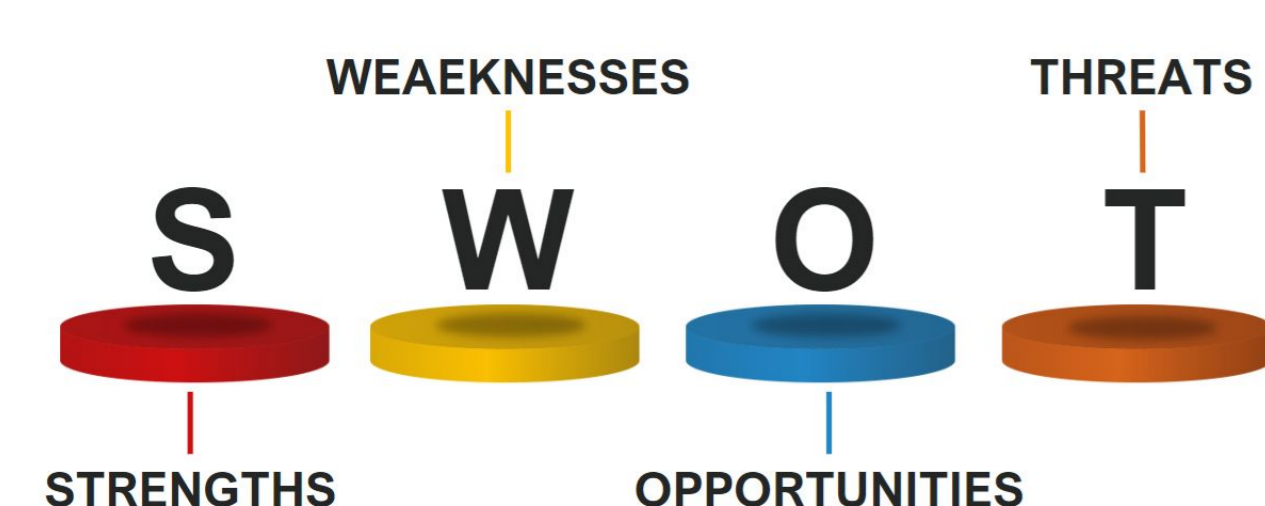 WEAEKNESSES
THREATS
S
W
O
T
STRENGTHS
OPPORTUNITIES